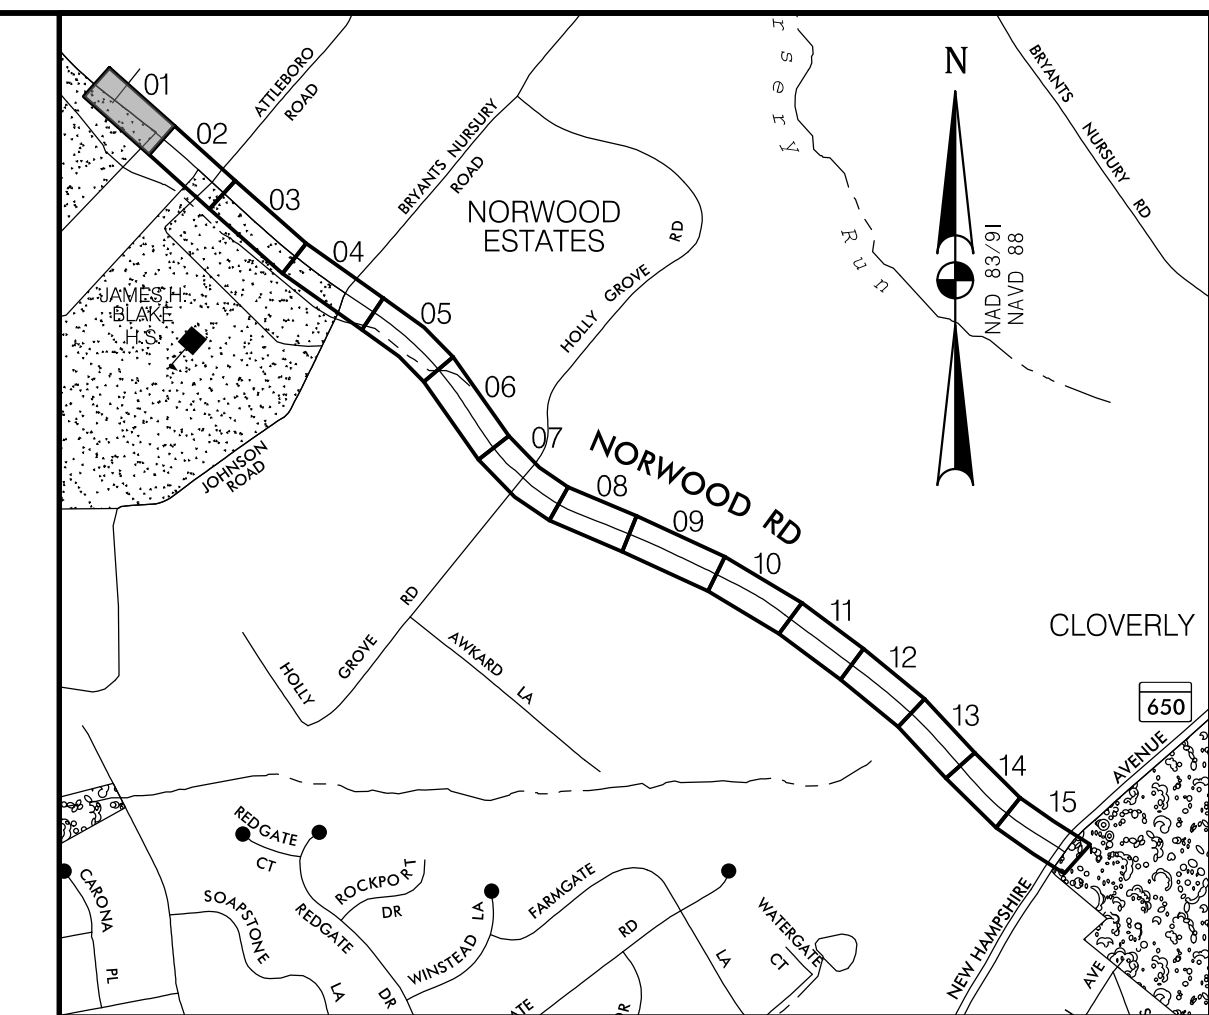 01
02
03
04
05
06
07
08
09
10
11
12
13
14
15
ATTLEBORO
ROAD
BRYANTS NURSURY
ROAD
NORWOOD
ESTATES
HOLLY GROVE RD
rsery
Run
N
NAD 83/91
NAVD 88
BRYANTS NURSURY RD
JAMES H.
BLAKE
H.S.
JOHNSON
ROAD
NORWOOD RD
HOLLY GROVE RD
AWKARD LA
CLOVERLY
650
NEW HAMPSHIRE AVENUE
REDGATE
CT
ROCKPORT
DR
SOAPSTONE LA
REDGATE DR
CARONA PL
WINSTEAD LA
FARMGATE LA
RD
WATERGATE
CT
AVE